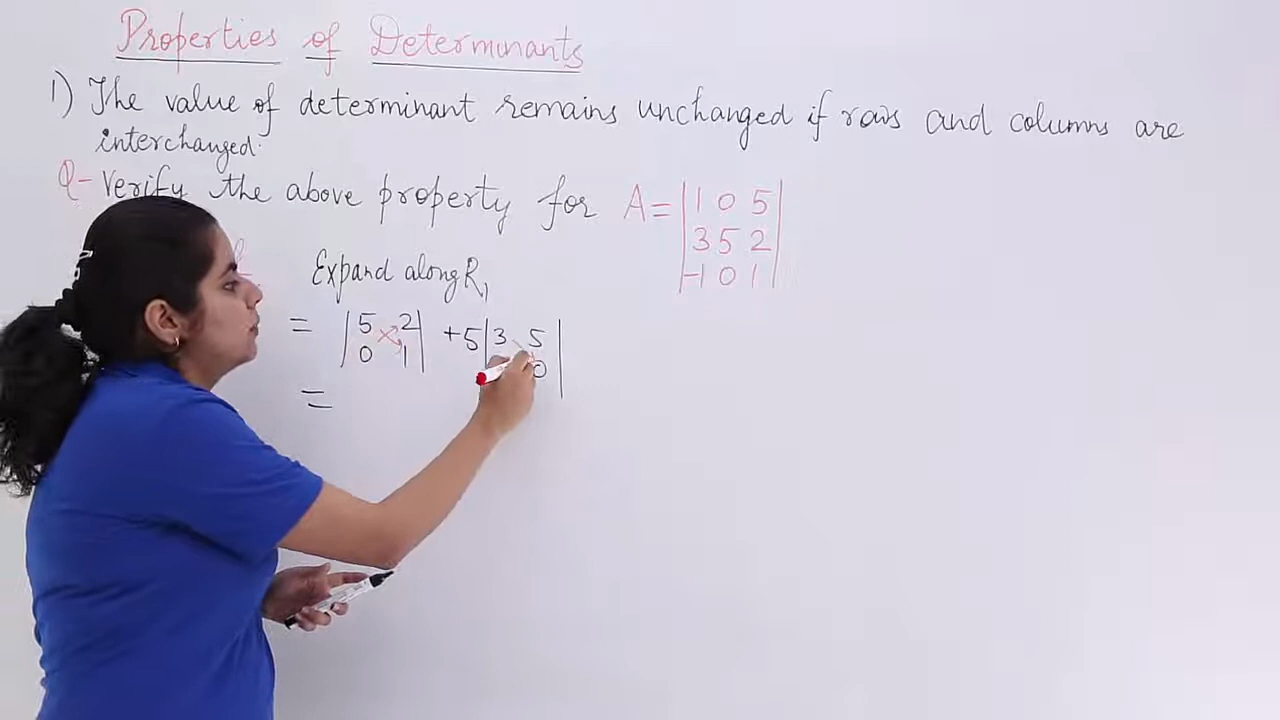 Properties of Determinants
1) The value of determinant remains unchanged if rows and columns are
interchanged.
Q- Verify the above property for A = |1 0 5|
|3 5 2|
|-1 0 1|
Expand along R₁
= |5 2| +5|3 5|
|0 1| 0|
=